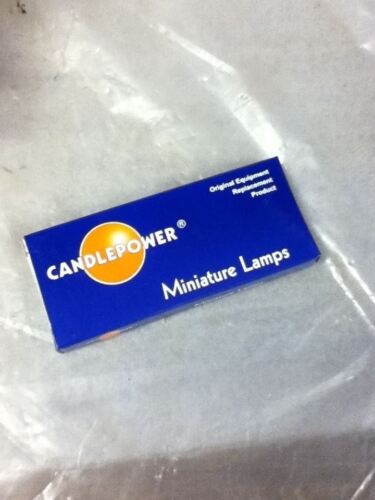 Original Equipment
Replacement
Product
CANDLEPOWER®
Miniature Lamps